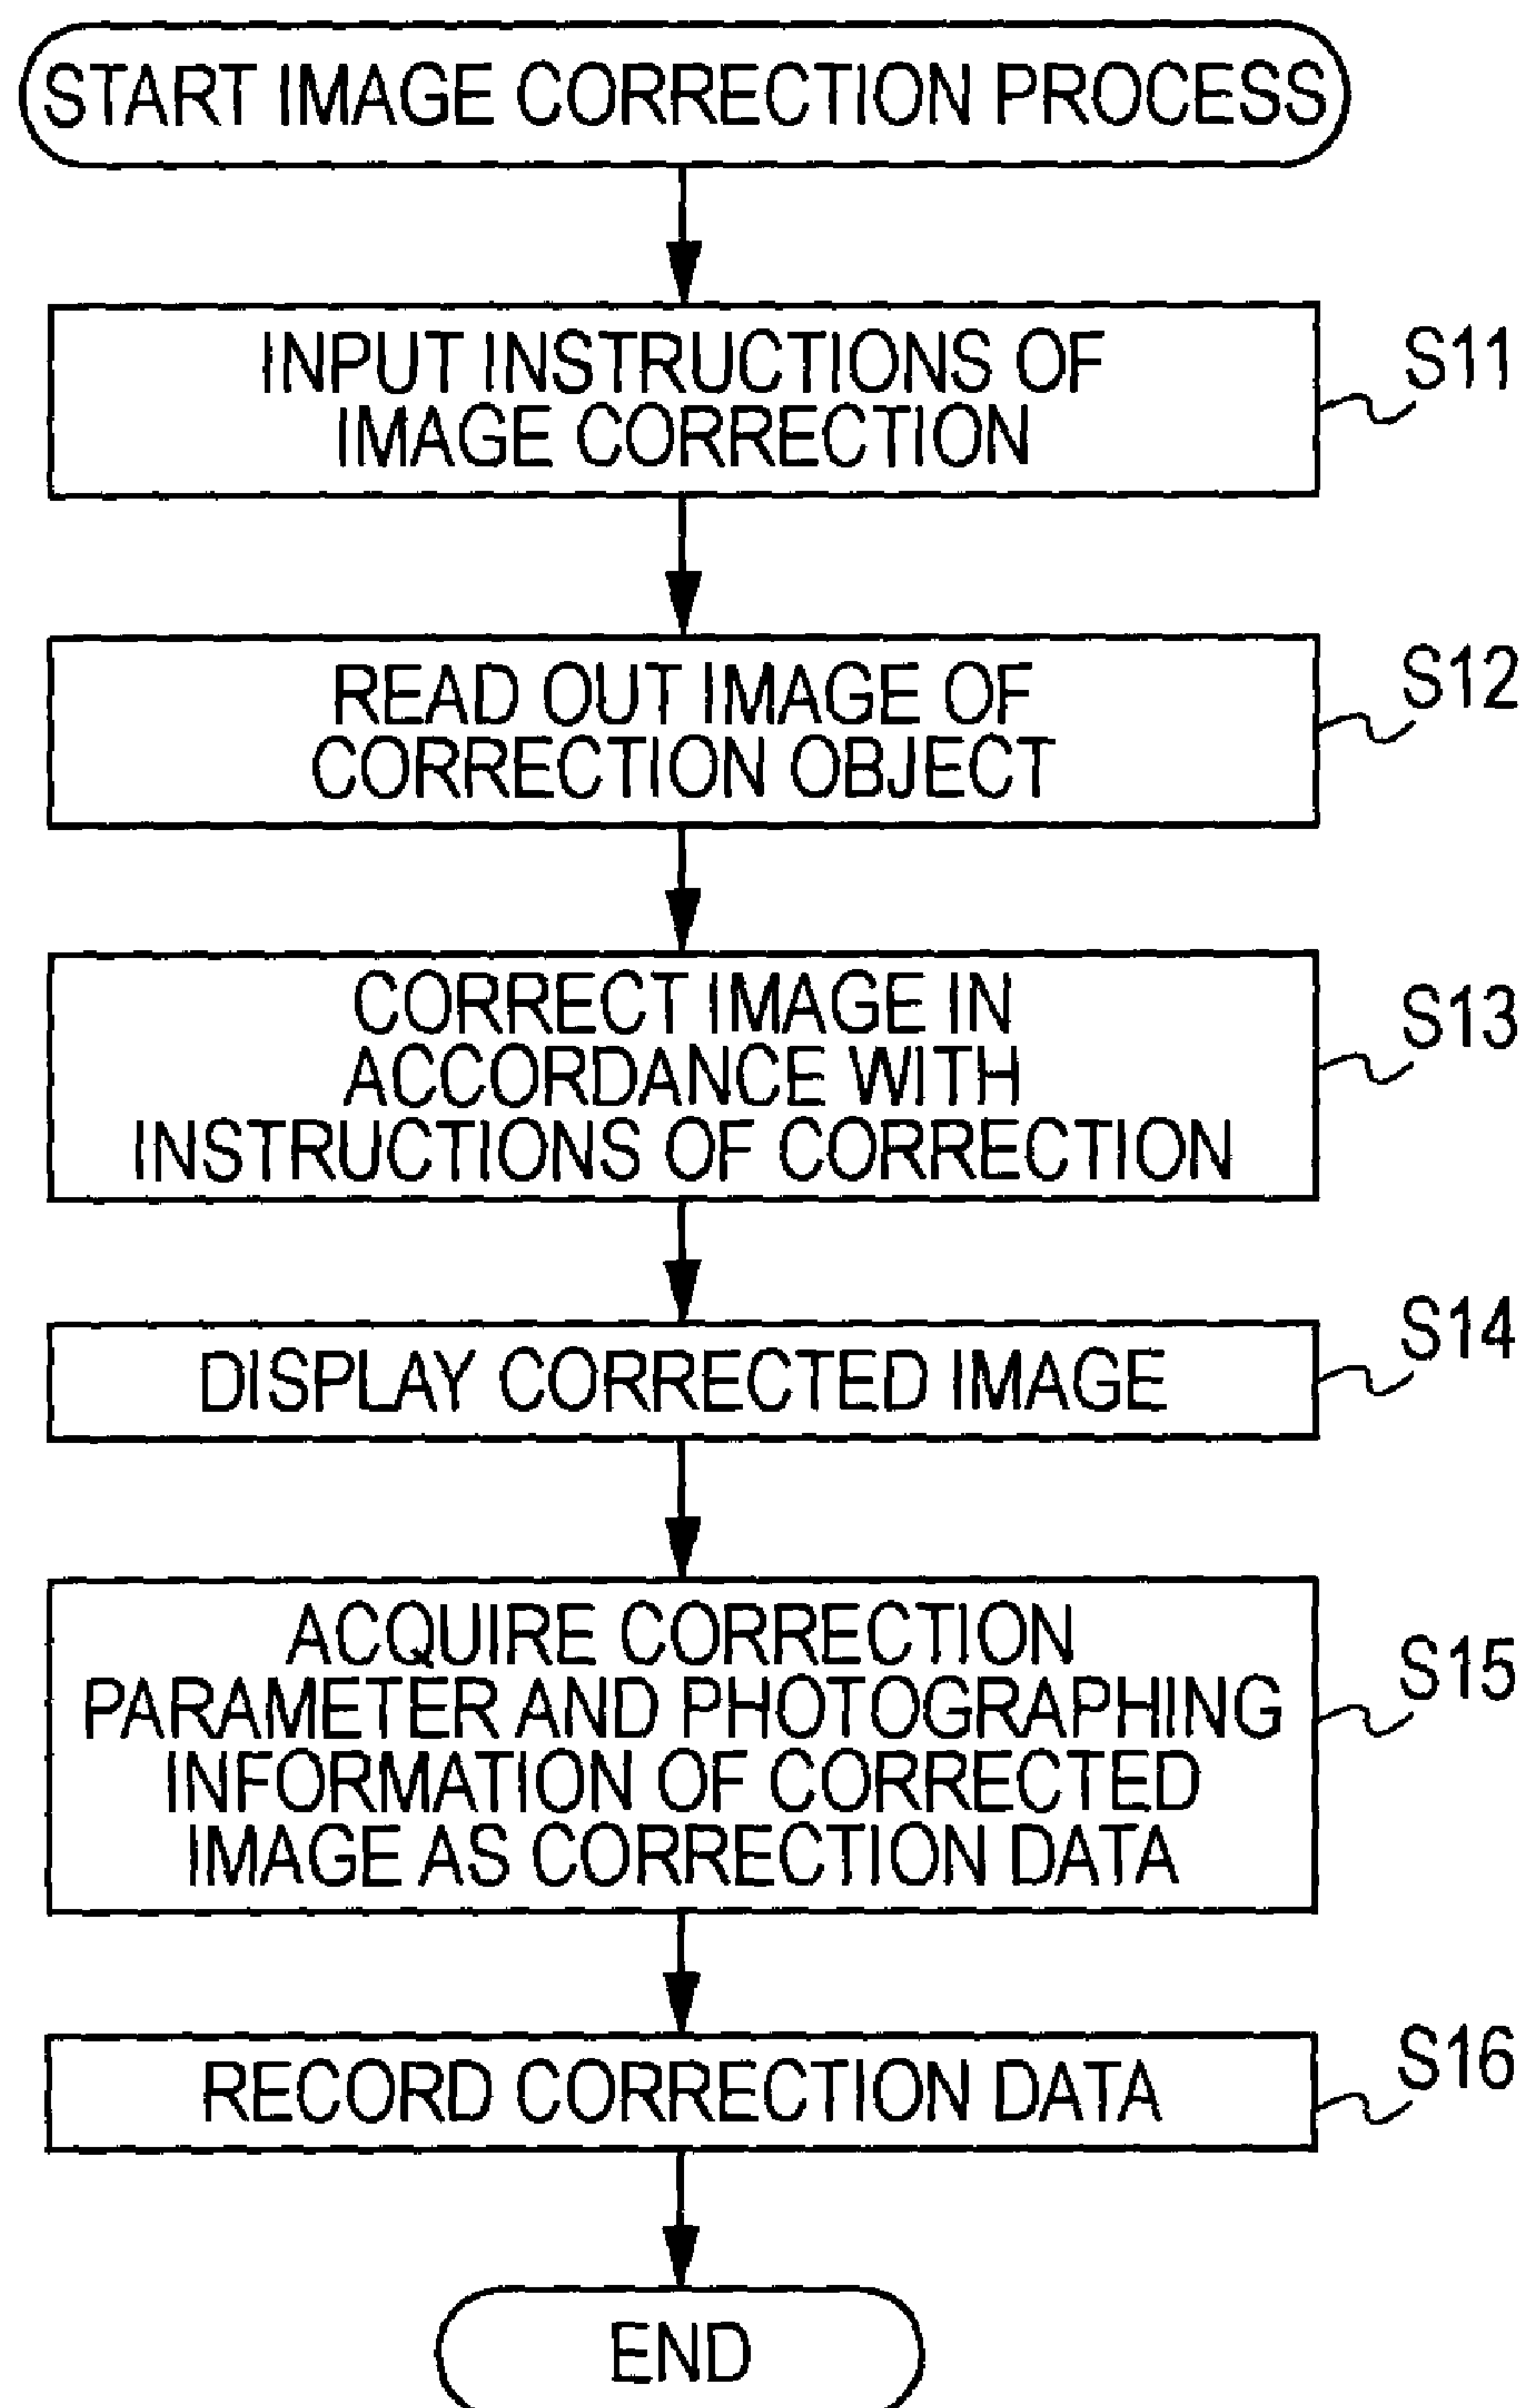 START IMAGE CORRECTION PROCESS
INPUT INSTRUCTIONS OF
IMAGE CORRECTION
S11
READ OUT IMAGE OF
CORRECTION OBJECT
S12
CORRECT IMAGE IN
ACCORDANCE WITH
INSTRUCTIONS OF CORRECTION
S13
DISPLAY CORRECTED IMAGE
S14
ACQUIRE CORRECTION
PARAMETER AND PHOTOGRAPHING
INFORMATION OF CORRECTED
IMAGE AS CORRECTION DATA
S15
RECORD CORRECTION DATA
S16
END